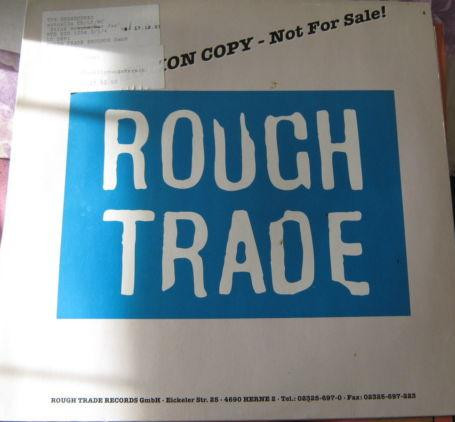 ION COPY - Not For Sale!
ROUGH
TRADE
ROUGH TRADE RECORDS GmbH · Eickeler Str. 25 · 4690 HERNE 2 · Tel.: 02325-697-0 · Fax: 02325-697-223